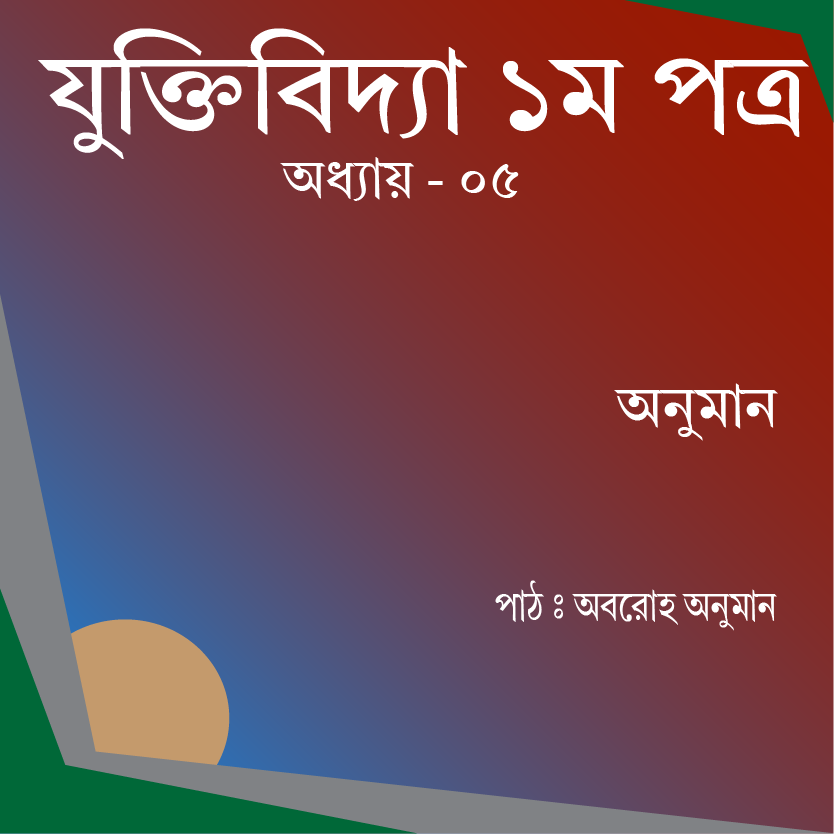 যুক্তিবিদ্যা ১ম পত্র
অধ্যায় - ০৫
অনুমান
পাঠ ঃ অবরোহ অনুমান